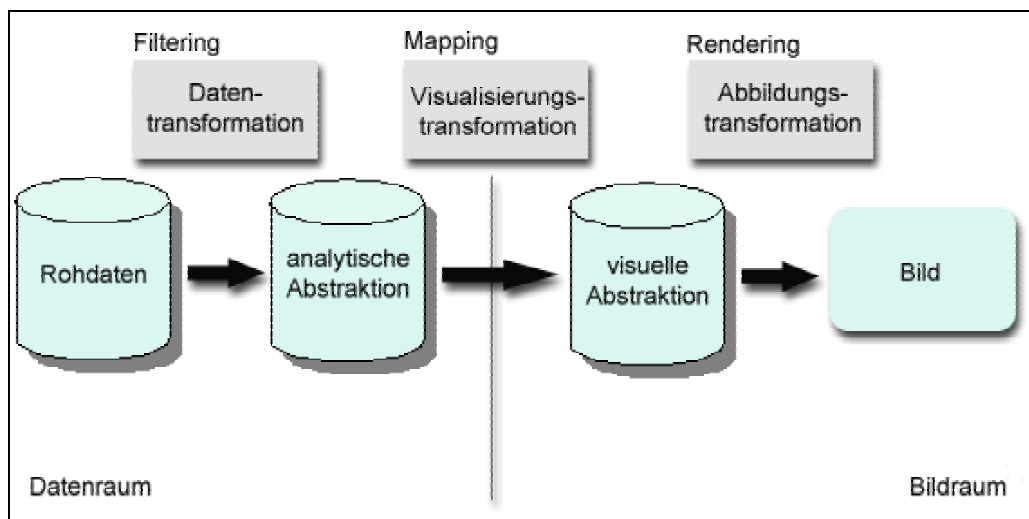 Filtering
Mapping
Rendering
Daten-
transformation
Visualisierungs-
transformation
Abbildungs-
transformation
Rohdaten
analytische
Abstraktion
visuelle
Abstraktion
Bild
Datenraum
Bildraum